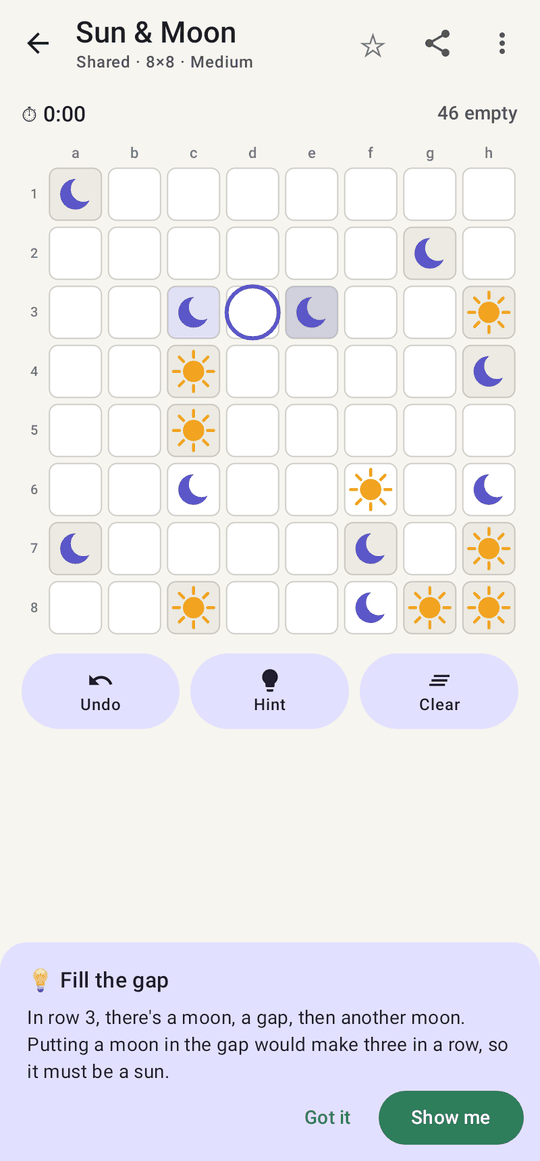 Sun & Moon
Shared · 8×8 · Medium
0:00
46 empty
a b c d e f g h
1
2
3
4
5
6
7
8
Undo
Hint
Clear
Fill the gap
In row 3, there's a moon, a gap, then another moon.
Putting a moon in the gap would make three in a row, so
it must be a sun.
Got it
Show me